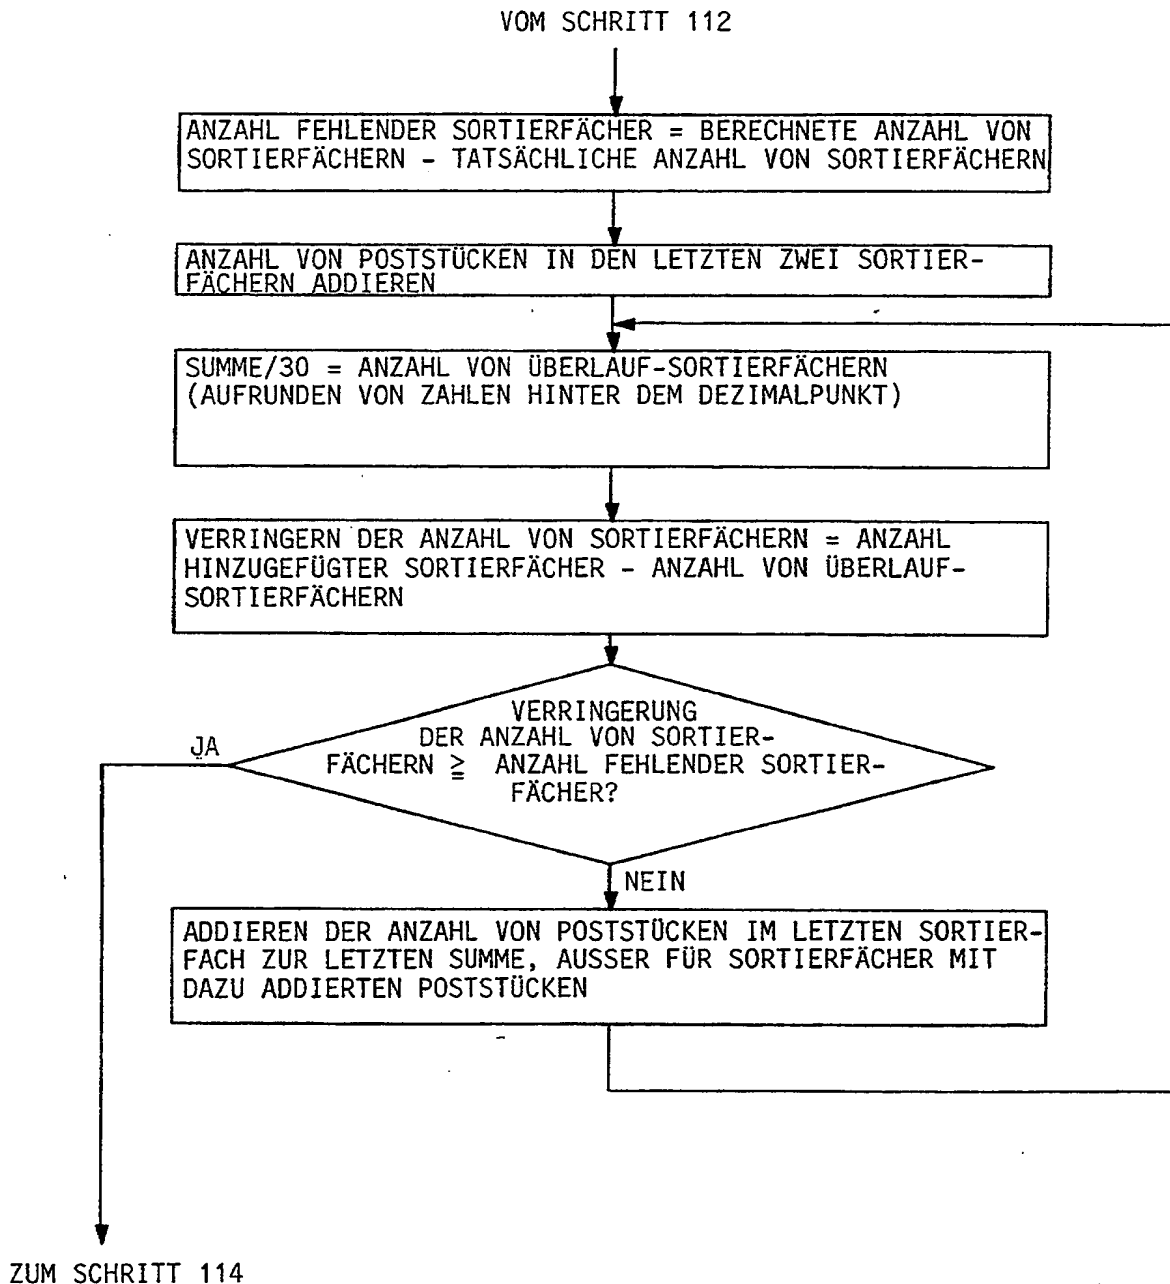 VOM SCHRITT 112
ANZAHL FEHLENDER SORTIERFÄCHER = BERECHNETE ANZAHL VON
SORTIERFÄCHERN - TATSÄCHLICHE ANZAHL VON SORTIERFÄCHERN
ANZAHL VON POSTSTÜCKEN IN DEN LETZTEN ZWEI SORTIER-
FÄCHERN ADDIEREN
SUMME/30 = ANZAHL VON ÜBERLAUF-SORTIERFÄCHERN
(AUFRUNDEN VON ZAHLEN HINTER DEM DEZIMALPUNKT)
VERRINGERN DER ANZAHL VON SORTIERFÄCHERN = ANZAHL
HINZUGEFÜGTER SORTIERFÄCHER - ANZAHL VON ÜBERLAUF-
SORTIERFÄCHERN
VERRINGERUNG
DER ANZAHL VON SORTIER-
FÄCHERN ≧ ANZAHL FEHLENDER SORTIER-
FÄCHER?
JA
NEIN
ADDIEREN DER ANZAHL VON POSTSTÜCKEN IM LETZTEN SORTIER-
FACH ZUR LETZTEN SUMME, AUSSER FÜR SORTIERFÄCHER MIT
DAZU ADDIERTEN POSTSTÜCKEN
ZUM SCHRITT 114